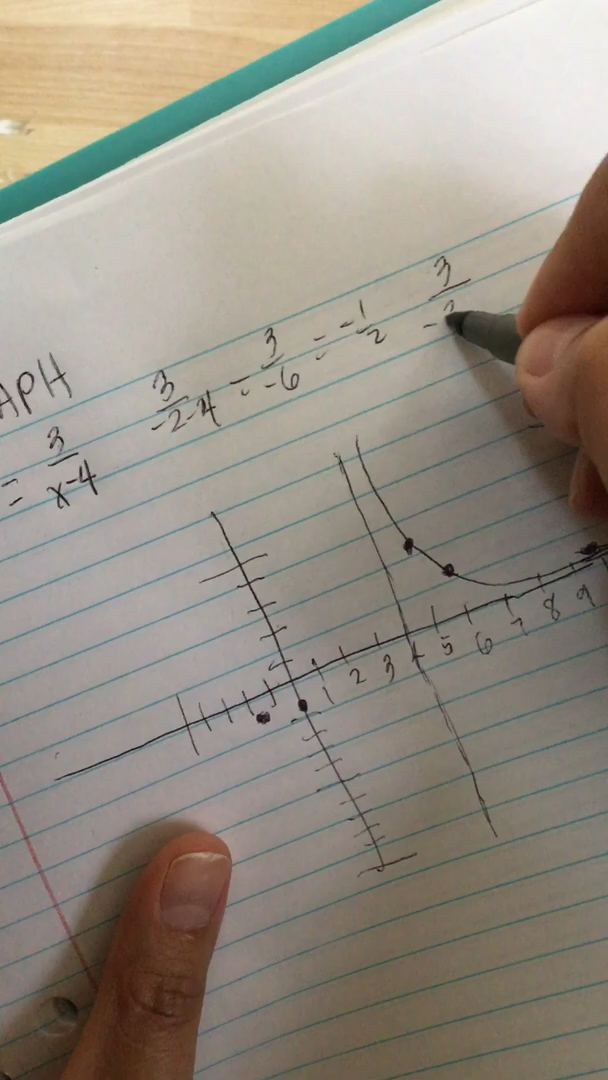 APH
= 3/x-4
3/-2-4 = 3/-6 = -1/2
3/-
1 2 3 4 5 6 7 8 9